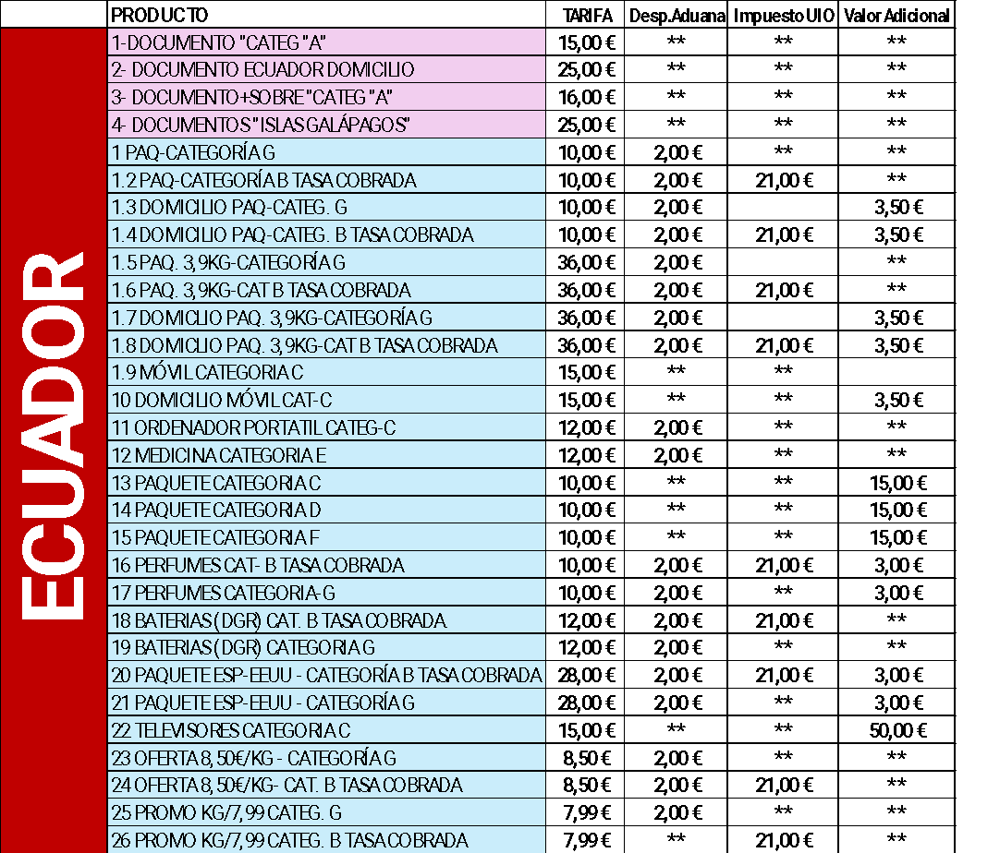 PRODUCTO TARIFA Desp.Aduana Impuesto UIO Valor Adicional
ECUADOR
1-DOCUMENTO "CATEG "A" 15,00 € ** ** **
2- DOCUMENTO ECUADOR DOMICILIO 25,00 € ** ** **
3- DOCUMENTO+SOBRE "CATEG "A" 16,00 € ** ** **
4- DOCUMENTOS "ISLAS GALÁPAGOS" 25,00 € ** ** **
1 PAQ-CATEGORÍA G 10,00 € 2,00 € ** **
1.2 PAQ-CATEGORÍA B TASA COBRADA 10,00 € 2,00 € 21,00 € **
1.3 DOMICILIO PAQ-CATEG. G 10,00 € 2,00 € 3,50 €
1.4 DOMICILIO PAQ-CATEG. B TASA COBRADA 10,00 € 2,00 € 21,00 € 3,50 €
1.5 PAQ. 3,9KG-CATEGORÍA G 36,00 € 2,00 € **
1.6 PAQ. 3,9KG-CAT B TASA COBRADA 36,00 € 2,00 € 21,00 € **
1.7 DOMICLIO PAQ. 3,9KG-CATEGORÍA G 36,00 € 2,00 € 3,50 €
1.8 DOMICLIO PAQ. 3,9KG-CAT B TASA COBRADA 36,00 € 2,00 € 21,00 € 3,50 €
1.9 MÓVIL CATEGORIA C 15,00 € ** **
10 DOMICILIO MÓVIL CAT-C 15,00 € ** ** 3,50 €
11 ORDENADOR PORTATIL CATEG-C 12,00 € 2,00 € ** **
12 MEDICINA CATEGORIA E 12,00 € 2,00 € ** **
13 PAQUETE CATEGORIA C 10,00 € ** ** 15,00 €
14 PAQUETE CATEGORIA D 10,00 € ** ** 15,00 €
15 PAQUETE CATEGORIA F 10,00 € ** ** 15,00 €
16 PERFUMES CAT- B TASA COBRADA 10,00 € 2,00 € 21,00 € 3,00 €
17 PERFUMES CATEGORIA-G 10,00 € 2,00 € ** 3,00 €
18 BATERIAS (DGR) CAT. B TASA COBRADA 12,00 € 2,00 € 21,00 € **
19 BATERIAS (DGR) CATEGORIA G 12,00 € 2,00 € ** **
20 PAQUETE ESP-EEUU - CATEGORÍA B TASA COBRADA 28,00 € 2,00 € 21,00 € 3,00 €
21 PAQUETE ESP-EEUU - CATEGORÍA G 28,00 € 2,00 € ** 3,00 €
22 TELEVISORES CATEGORIA C 15,00 € ** ** 50,00 €
23 OFERTA 8,50€/KG - CATEGORÍA G 8,50 € 2,00 € ** **
24 OFERTA 8,50€/KG- CAT. B TASA COBRADA 8,50 € 2,00 € 21,00 € **
25 PROMO KG/7,99 CATEG. G 7,99 € 2,00 € ** **
26 PROMO KG/7,99 CATEG. B TASA COBRADA 7,99 € ** 21,00 € **